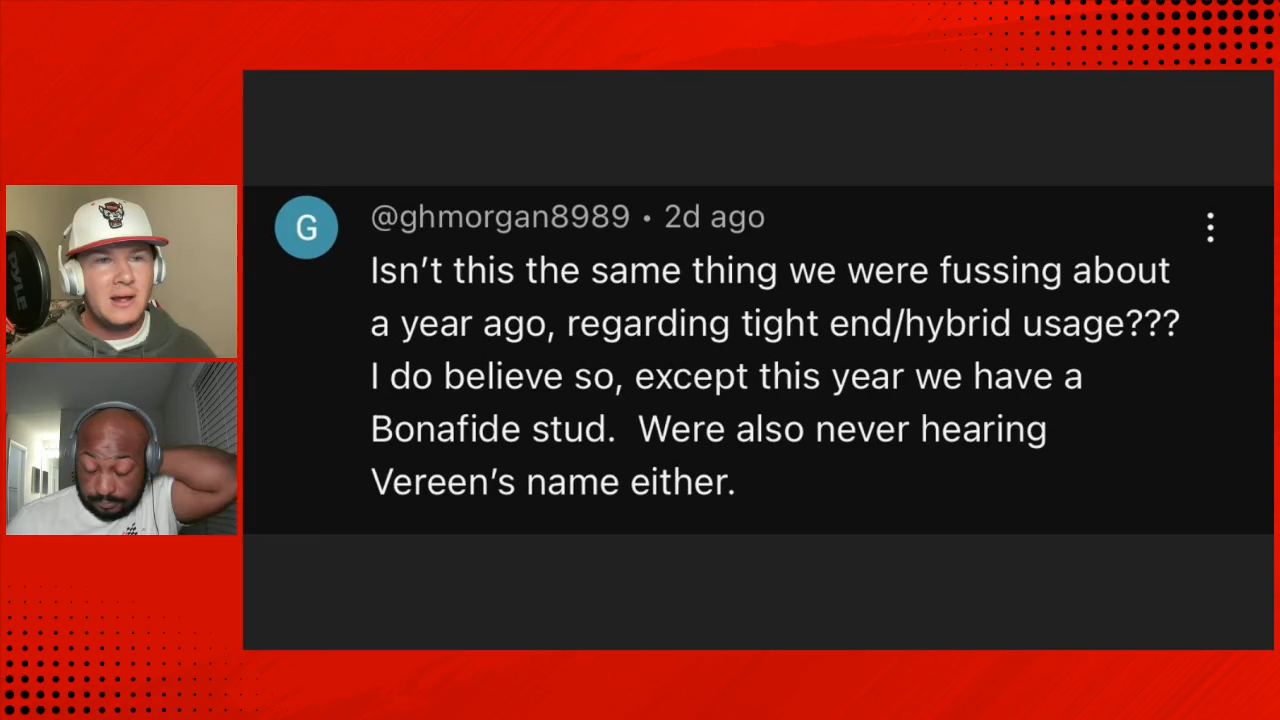 PYLE
G
@ghmorgan8989 • 2d ago
Isn't this the same thing we were fussing about
a year ago, regarding tight end/hybrid usage???
I do believe so, except this year we have a
Bonafide stud.  Were also never hearing
Vereen's name either.